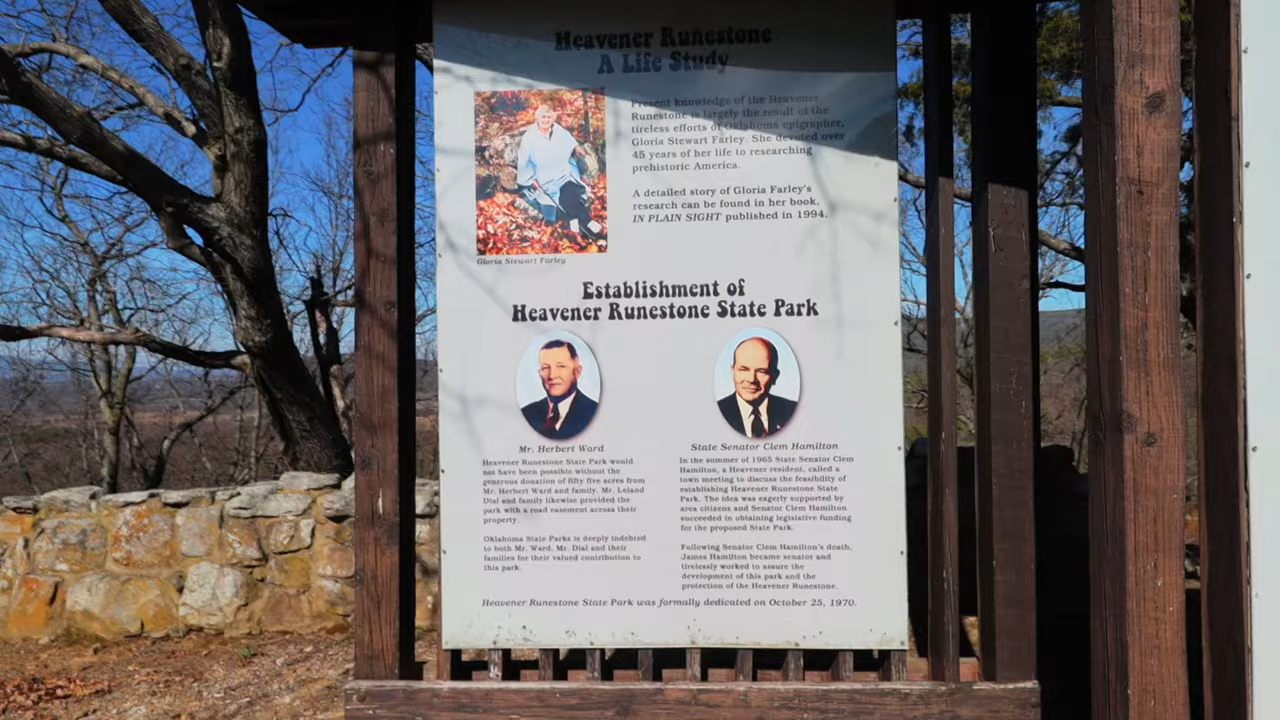 Heavener Runestone
A Life Study
Present knowledge of the Heavener
Runestone is largely the result of the
tireless efforts of Oklahoma epigrapher,
Gloria Stewart Farley. She devoted over
45 years of her life to researching
prehistoric America.
A detailed story of Gloria Farley's
research can be found in her book,
IN PLAIN SIGHT published in 1994.
Gloria Stewart Farley
Establishment of
Heavener Runestone State Park
Mr. Herbert Ward
Heavener Runestone State Park would
not have been possible without the
generous donation of fifty five acres from
Mr. Herbert Ward and family. Mr. Leland
Dial and family likewise provided the
park with a road easement across their
property.
Oklahoma State Parks is deeply indebted
to both Mr. Ward, Mr. Dial and their
families for their valued contribution to
this park.
State Senator Clem Hamilton
In the summer of 1965 State Senator Clem
Hamilton, a Heavener resident, called a
town meeting to discuss the feasibility of
establishing Heavener Runestone State
Park. The idea was eagerly supported by
area citizens and Senator Clem Hamilton
succeeded in obtaining legislative funding
for the proposed State Park.
Following Senator Clem Hamilton's death,
James Hamilton became senator and
tirelessly worked to assure the
development of this park and the
protection of the Heavener Runestone.
Heavener Runestone State Park was formally dedicated on October 25, 1970.